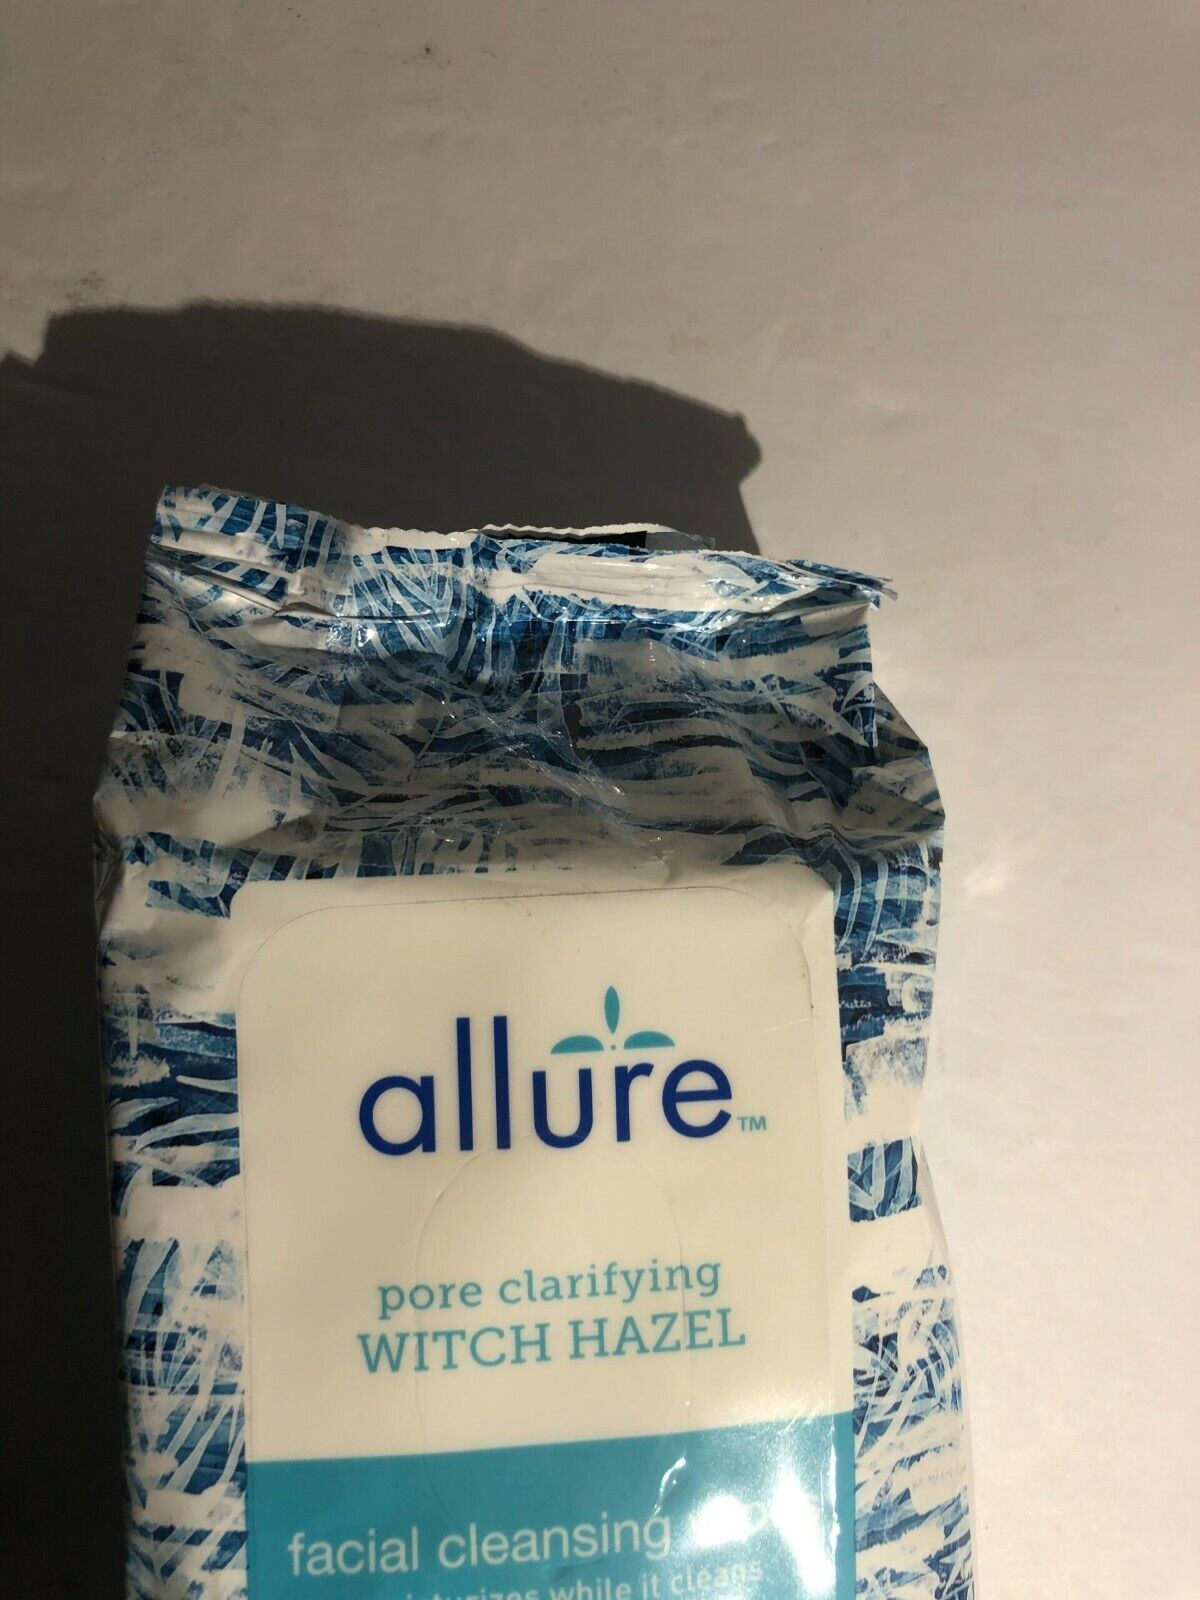 allure™
pore clarifying
WITCH HAZEL
facial cleansing
while it cleans